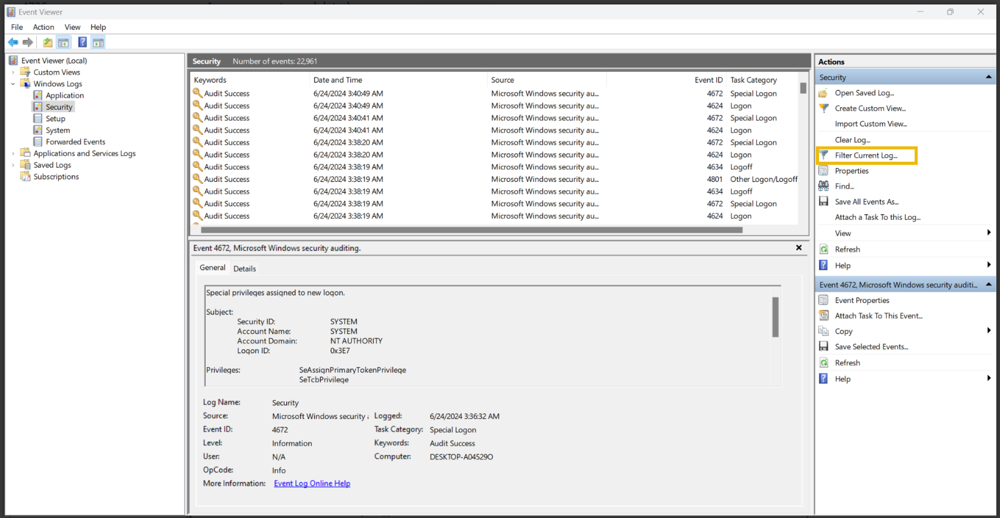 Event Viewer
File Action View Help
Event Viewer (Local)
Custom Views
Windows Logs
Application
Security
Setup
System
Forwarded Events
Applications and Services Logs
Saved Logs
Subscriptions
Security Number of events: 22,961
Keywords Date and Time Source Event ID Task Category
Audit Success 6/24/2024 3:40:49 AM Microsoft Windows security au... 4672 Special Logon
Audit Success 6/24/2024 3:40:49 AM Microsoft Windows security au... 4624 Logon
Audit Success 6/24/2024 3:40:41 AM Microsoft Windows security au... 4672 Special Logon
Audit Success 6/24/2024 3:40:41 AM Microsoft Windows security au... 4624 Logon
Audit Success 6/24/2024 3:38:20 AM Microsoft Windows security au... 4672 Special Logon
Audit Success 6/24/2024 3:38:20 AM Microsoft Windows security au... 4624 Logon
Audit Success 6/24/2024 3:38:19 AM Microsoft Windows security au... 4634 Logoff
Audit Success 6/24/2024 3:38:19 AM Microsoft Windows security au... 4801 Other Logon/Logoff
Audit Success 6/24/2024 3:38:19 AM Microsoft Windows security au... 4634 Logoff
Audit Success 6/24/2024 3:38:19 AM Microsoft Windows security au... 4672 Special Logon
Audit Success 6/24/2024 3:38:19 AM Microsoft Windows security au... 4624 Logon
Event 4672, Microsoft Windows security auditing.
General Details
Special privileges assigned to new logon.
Subject:
Security ID: SYSTEM
Account Name: SYSTEM
Account Domain: NT AUTHORITY
Logon ID: 0x3E7
Privileges: SeAssignPrimaryTokenPrivilege
SeTcbPrivilege
Log Name: Security
Source: Microsoft Windows security Logged: 6/24/2024 3:36:32 AM
Event ID: 4672 Task Category: Special Logon
Level: Information Keywords: Audit Success
User: N/A Computer: DESKTOP-A04529O
OpCode: Info
More Information: Event Log Online Help
Actions
Security
Open Saved Log...
Create Custom View...
Import Custom View...
Clear Log...
Filter Current Log...
Properties
Find...
Save All Events As...
Attach a Task To this Log...
View
Refresh
Help
Event 4672, Microsoft Windows security auditi...
Event Properties
Attach Task To This Event...
Copy
Save Selected Events...
Refresh
Help